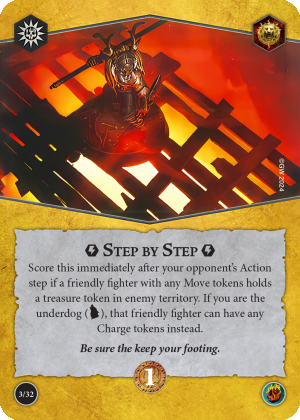 ©GW 2024
STEP BY STEP
Score this immediately after your opponent's Action
step if a friendly fighter with any Move tokens holds
a treasure token in enemy territory. If you are the
underdog (), that friendly fighter can have any
Charge tokens instead.
Be sure the keep your footing.
1
3/32